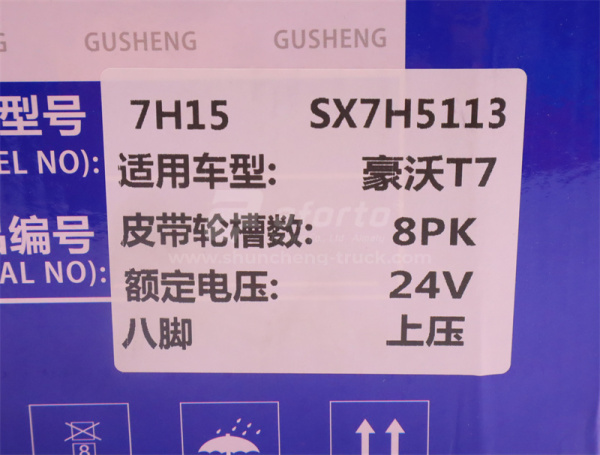 GUSHENG GUSHENG
型号
EL NO):
7H15 SX7H5113
适用车型: 豪沃T7
编号
AL NO):
皮带轮槽数: 8PK
www.shuncheng-truck.com
额定电压: 24V
八脚 上压
8